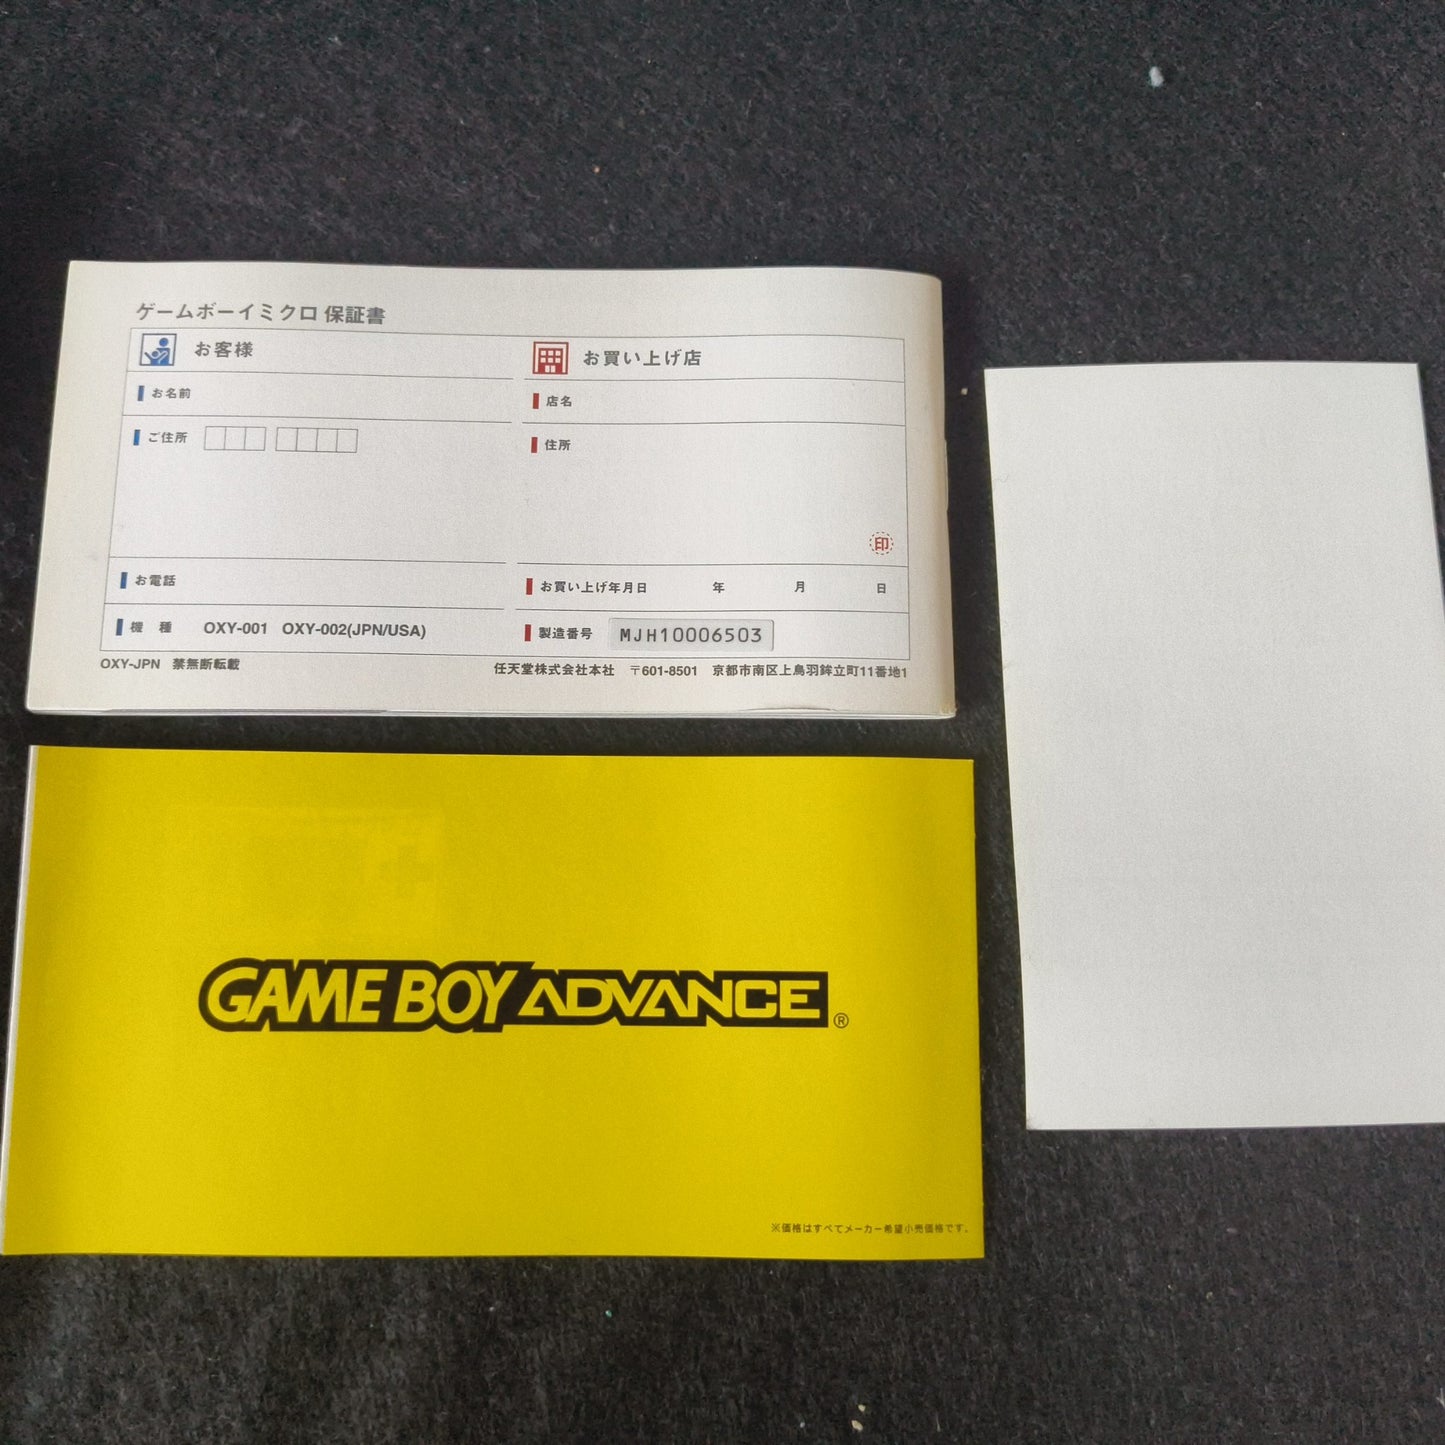 ゲームボーイミクロ 保証書
お客様
お名前
ご住所
お電話
機 種 OXY-001 OXY-002(JPN/USA)
お買い上げ店
店名
住所
印
お買い上げ年月日 年 月 日
製造番号 MJH10006503
OXY-JPN 禁無断転載
任天堂株式会社本社 〒601-8501 京都市南区上鳥羽鉾立町11番地1
GAME BOY ADVANCE®
※価格はすべてメーカー希望小売価格です。